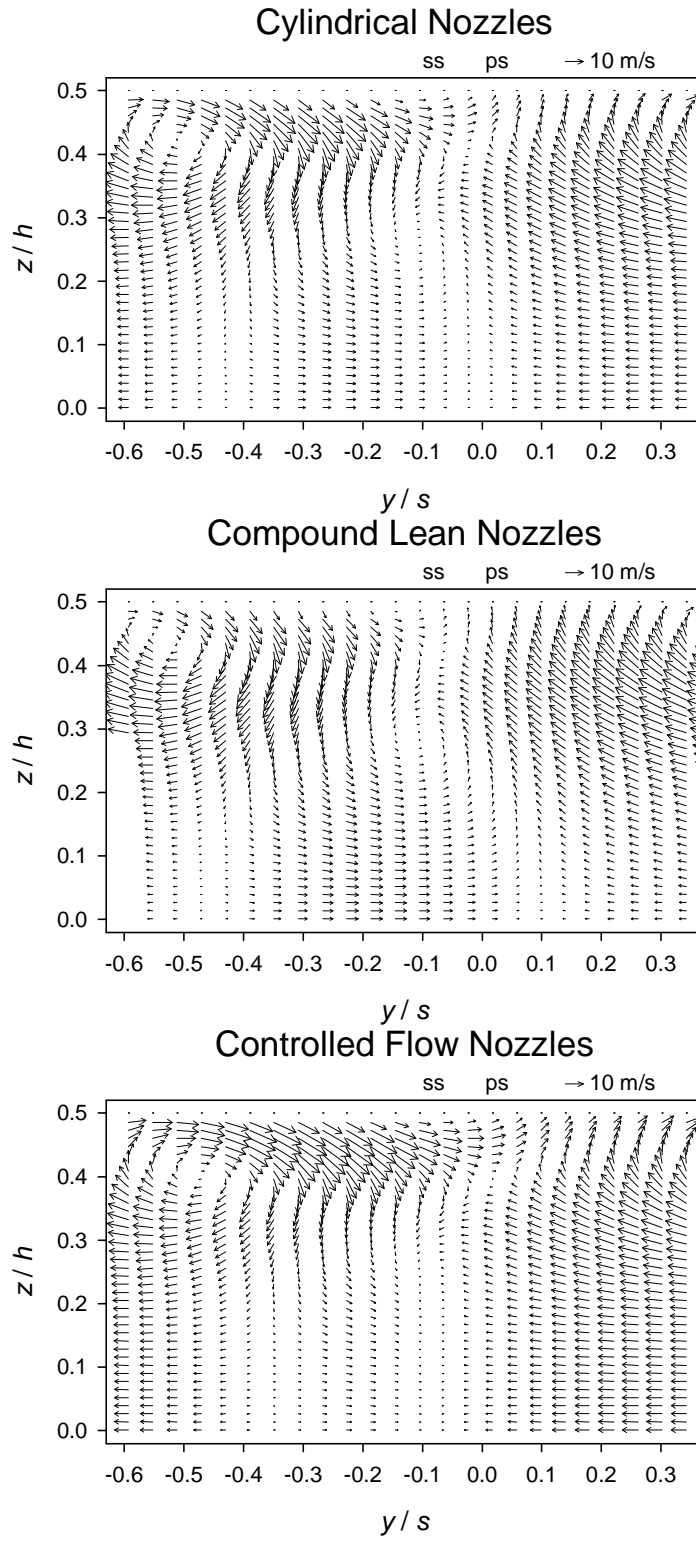 Cylindrical Nozzles
ss ps 10 m/s
0.5
0.4
0.3
0.2
0.1
0.0
z / h
-0.6 -0.5 -0.4 -0.3 -0.2 -0.1 0.0 0.1 0.2 0.3
y / s
Compound Lean Nozzles
ss ps 10 m/s
0.5
0.4
0.3
0.2
0.1
0.0
z / h
-0.6 -0.5 -0.4 -0.3 -0.2 -0.1 0.0 0.1 0.2 0.3
y / s
Controlled Flow Nozzles
ss ps 10 m/s
0.5
0.4
0.3
0.2
0.1
0.0
z / h
-0.6 -0.5 -0.4 -0.3 -0.2 -0.1 0.0 0.1 0.2 0.3
y / s